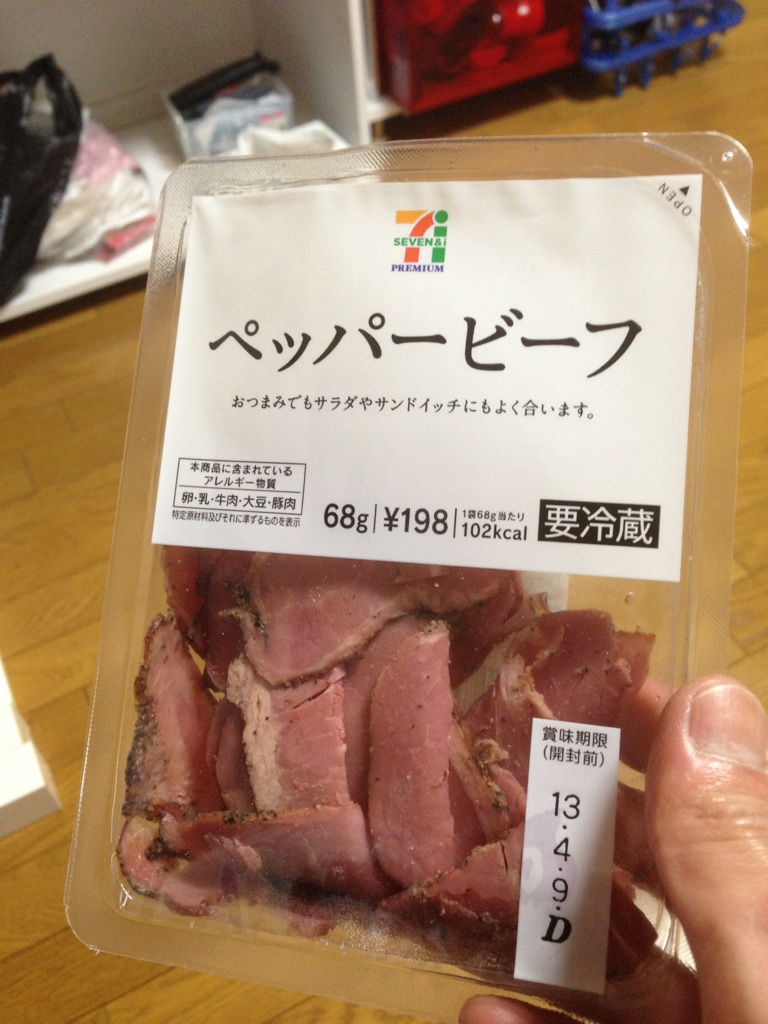 OPEN
SEVEN&i
PREMIUM
ペッパービーフ
おつまみでもサラダやサンドイッチにもよく合います。
本商品に含まれている
アレルギー物質
卵・乳・牛肉・大豆・豚肉
特定原材料及びそれに準ずるものを表示
68g ¥198
1袋68g当たり
102kcal
要冷蔵
賞味期限
(開封前)
13.4.9.D